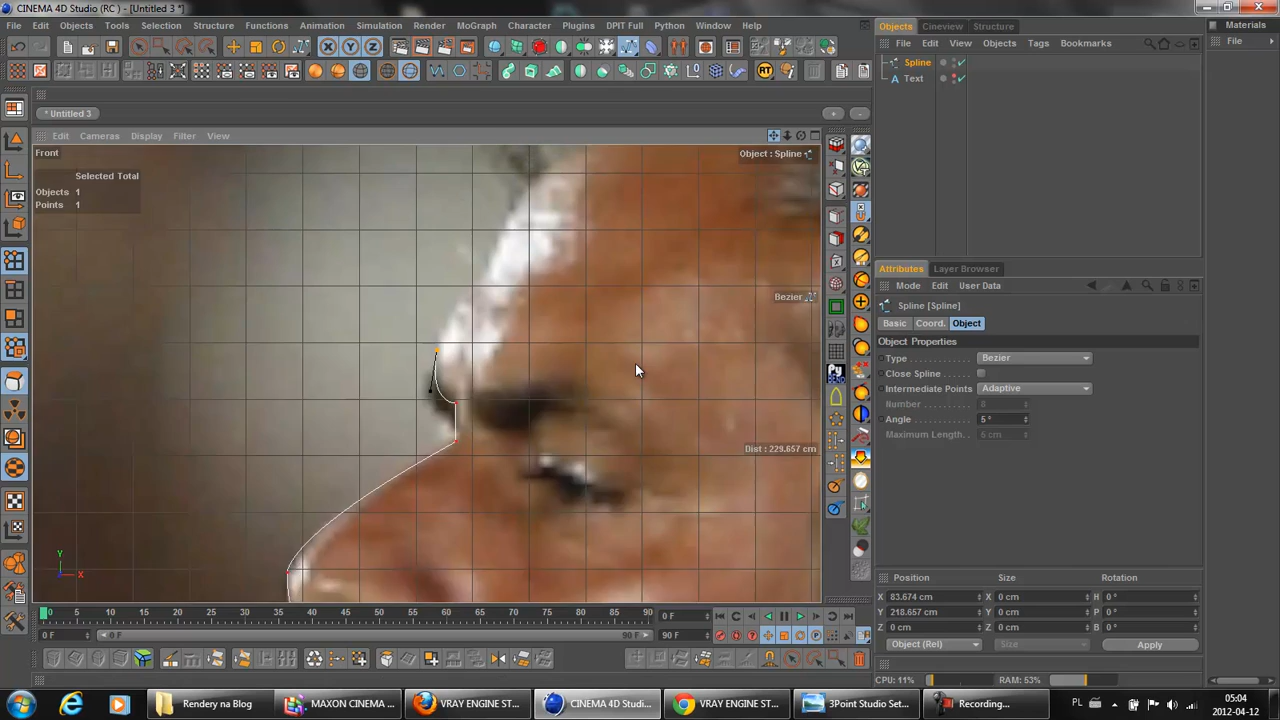 CINEMA 4D Studio (RC) - [Untitled 3 *]
File Edit Objects Tools Selection Structure Functions Animation Simulation Render MoGraph Character Plugins DPIT Full Python Window Help
* Untitled 3
Edit Cameras Display Filter View
Front
Object : Spline
Selected Total
Objects 1
Points 1
Bezier
Dist : 229.657 cm
Objects Cineview Structure
File Edit View Objects Tags Bookmarks
Spline
Text
Materials
File
Attributes Layer Browser
Mode Edit User Data
Spline [Spline]
Basic Coord. Object
Object Properties
Type Bezier
Close Spline
Intermediate Points Adaptive
Number 8
Angle 5 °
Maximum Length. 5 cm
Position Size Rotation
X 83.674 cm X 0 cm H 0 °
Y 218.657 cm Y 0 cm P 0 °
Z 0 cm Z 0 cm B 0 °
Object (Rel) Size Apply
0 5 10 15 20 25 30 35 40 45 50 55 60 65 70 75 80 85 90 0 F
0 F 0 F 90 F 90 F
CPU: 11% RAM: 53%
Rendery na Blog
MAXON CINEMA ...
VRAY ENGINE ST...
CINEMA 4D Studi...
VRAY ENGINE ST...
3Point Studio Set...
Recording...
PL
05:04
2012-04-12